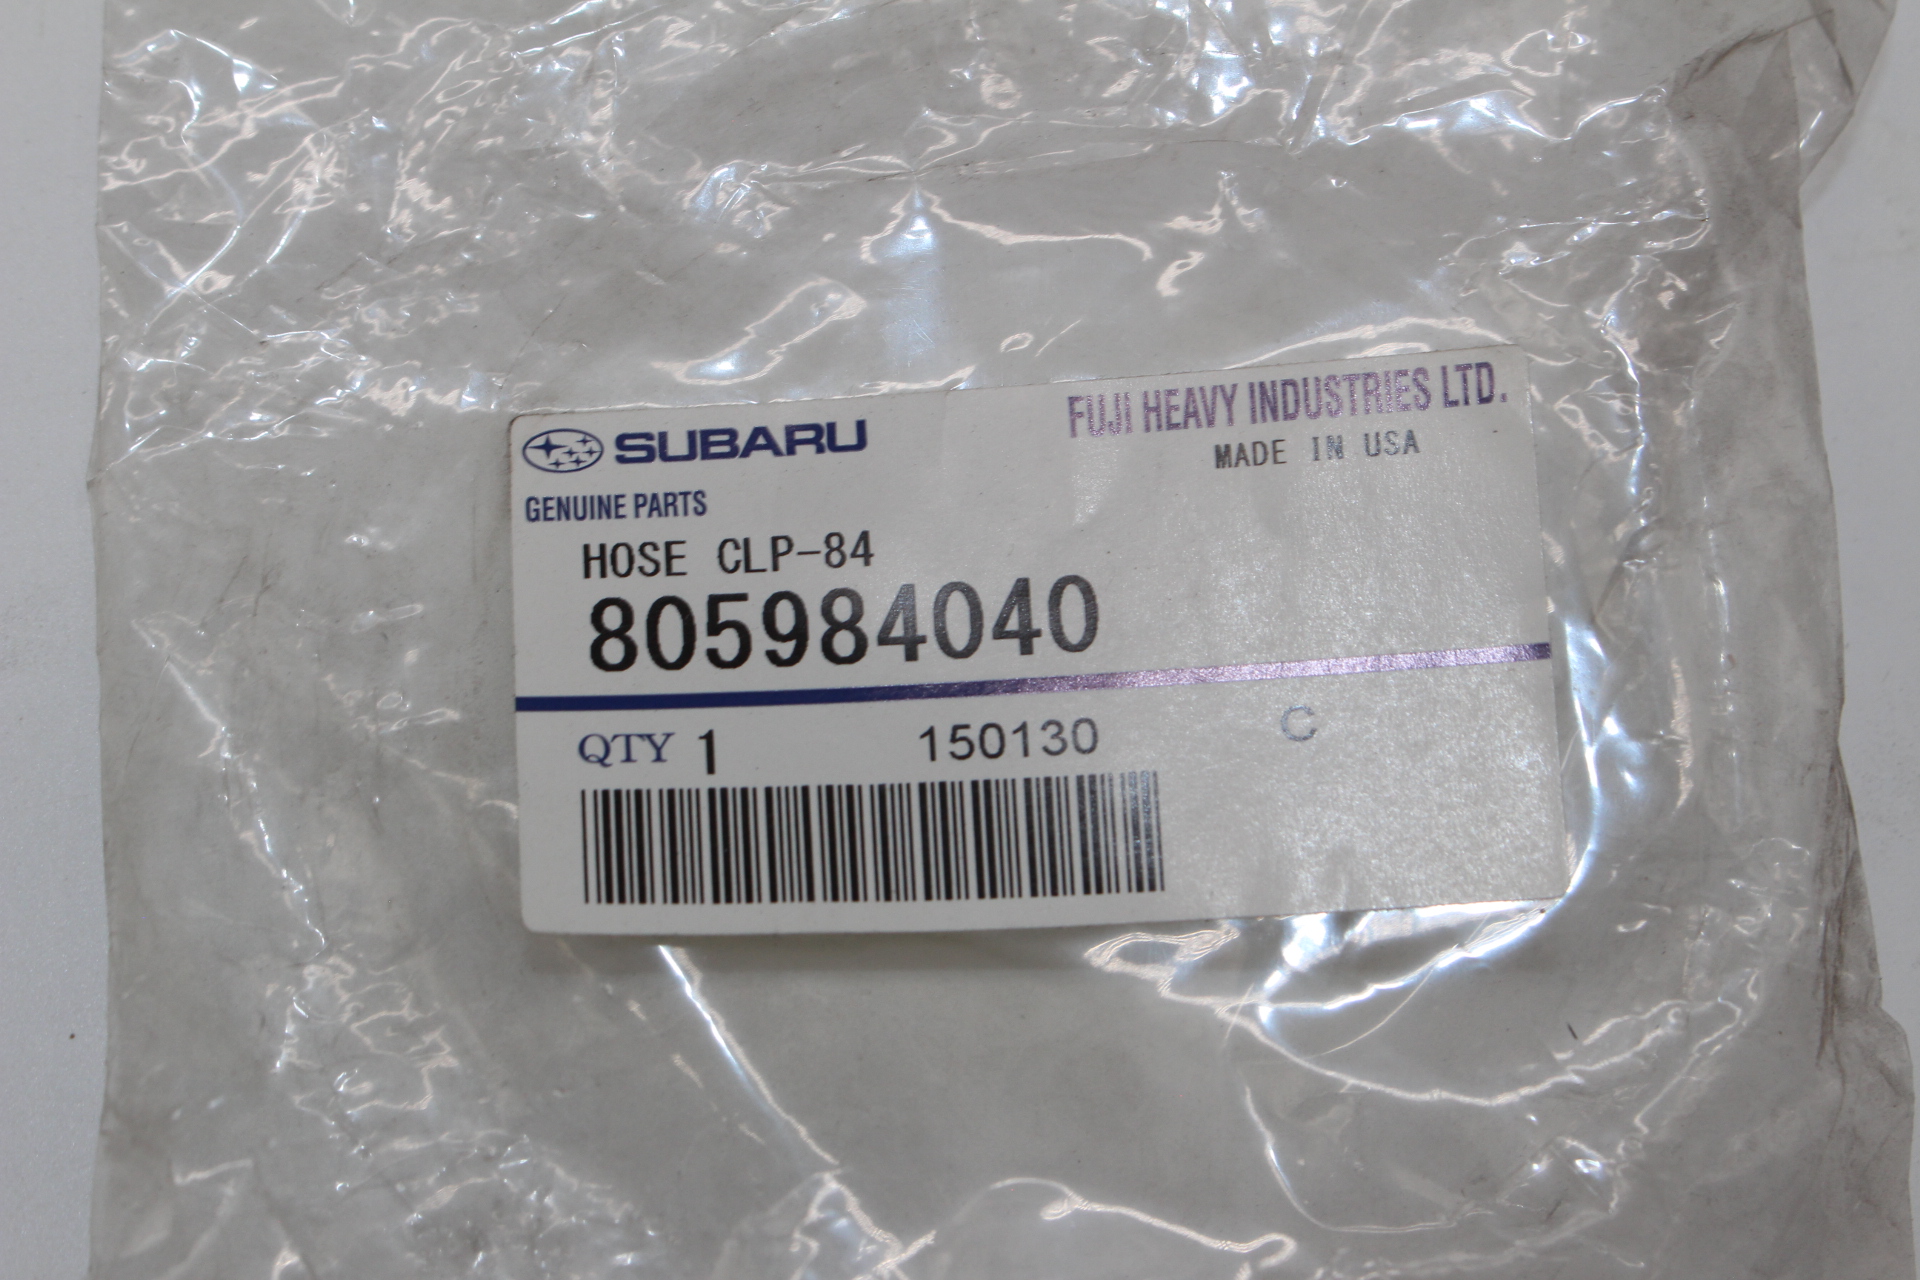 SUBARU
FUJI HEAVY INDUSTRIES LTD.
MADE IN USA
GENUINE PARTS
HOSE CLP-84
805984040
QTY 1 150130 C